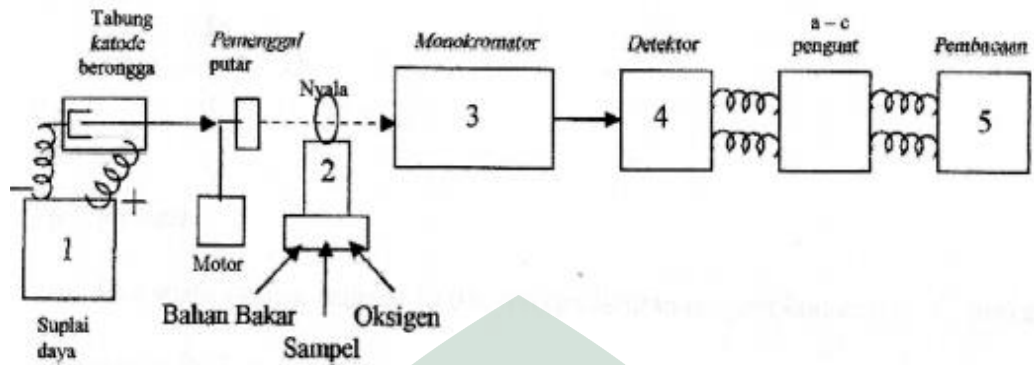 Tabung
katode
berongga
Pemenggal
putar
Nyala
Monokromator
Detektor
a – c
penguat
Pembacaan
1
2
3
4
5
–
+
Suplai
daya
Motor
Bahan Bakar
Sampel
Oksigen